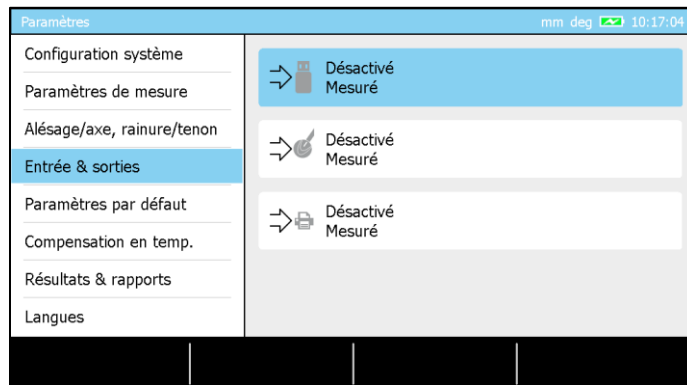 Paramètres mm deg 10:17:04
Configuration système
Paramètres de mesure
Alésage/axe, rainure/tenon
Entrée & sorties
Paramètres par défaut
Compensation en temp.
Résultats & rapports
Langues
Désactivé
Mesuré
Désactivé
Mesuré
Désactivé
Mesuré